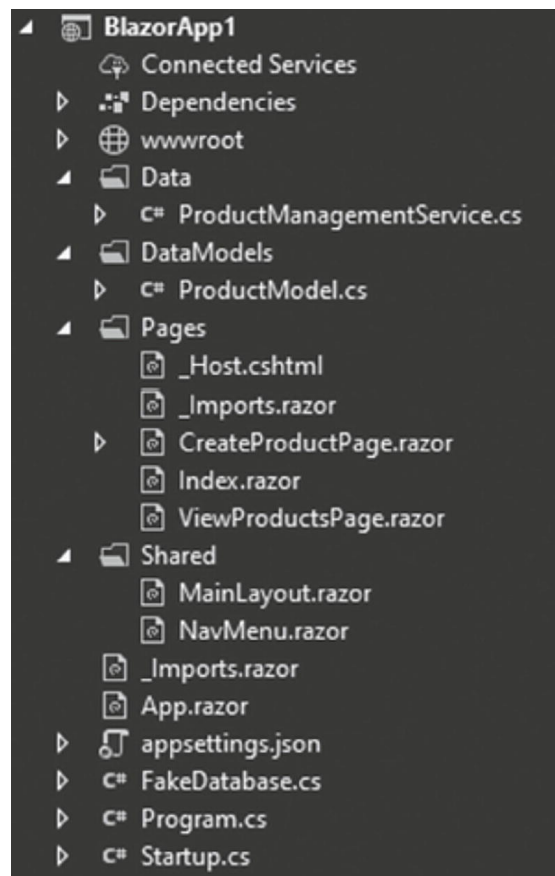 BlazorApp1
Connected Services
Dependencies
wwwroot
Data
C# ProductManagementService.cs
DataModels
C# ProductModel.cs
Pages
_Host.cshtml
_Imports.razor
CreateProductPage.razor
Index.razor
ViewProductsPage.razor
Shared
MainLayout.razor
NavMenu.razor
_Imports.razor
App.razor
appsettings.json
C# FakeDatabase.cs
C# Program.cs
C# Startup.cs